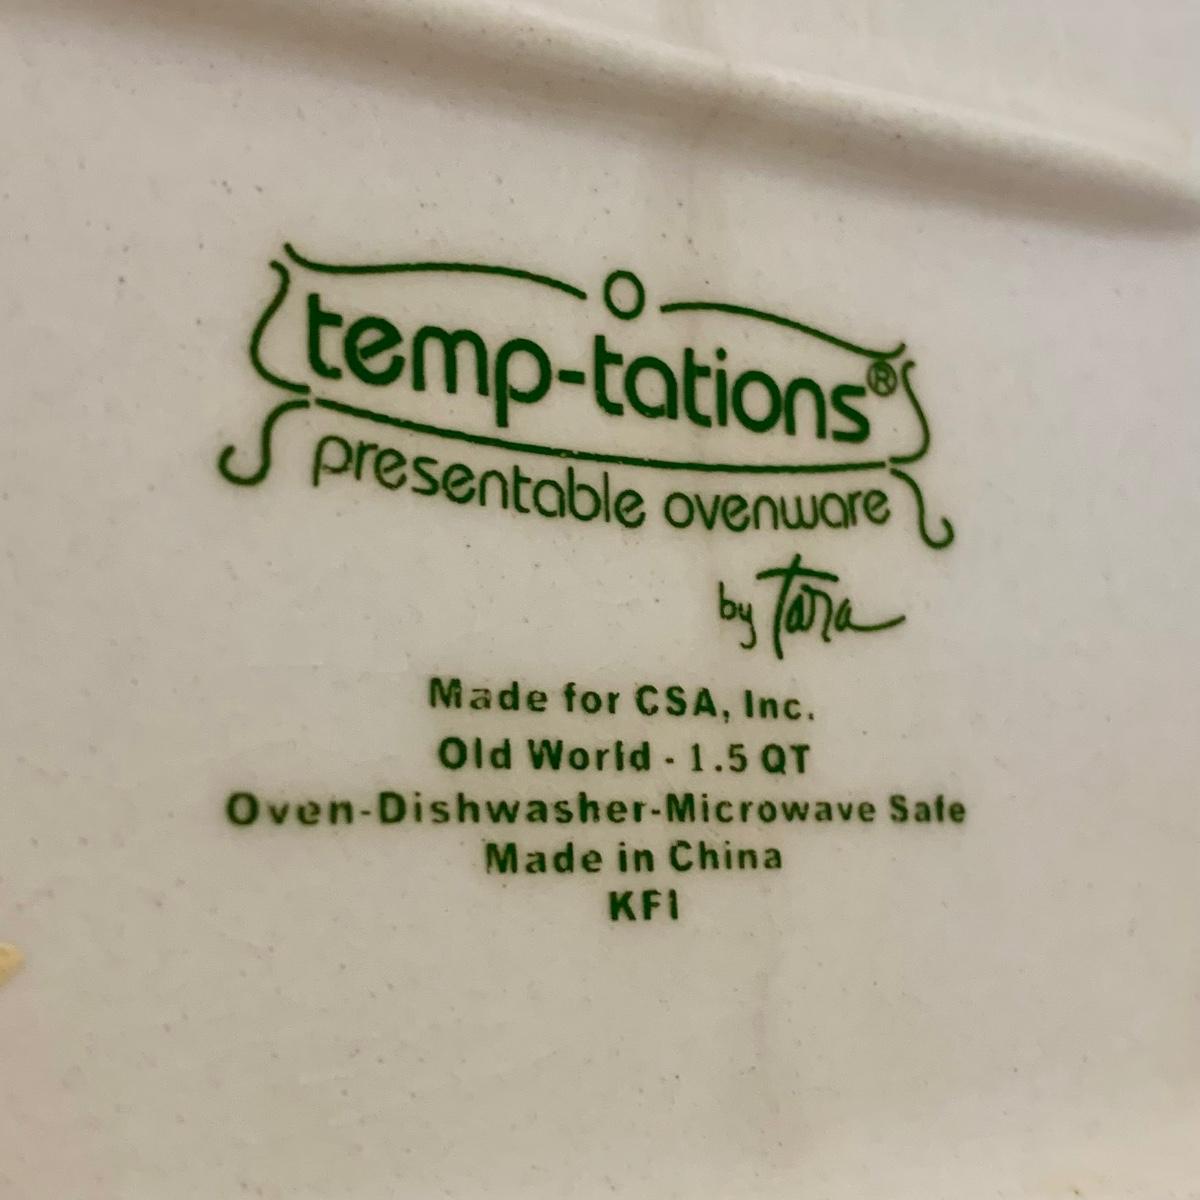 temp-tations®
presentable ovenware
by Tara
Made for CSA, Inc.
Old World - 1.5 QT
Oven-Dishwasher-Microwave Safe
Made in China
KFI